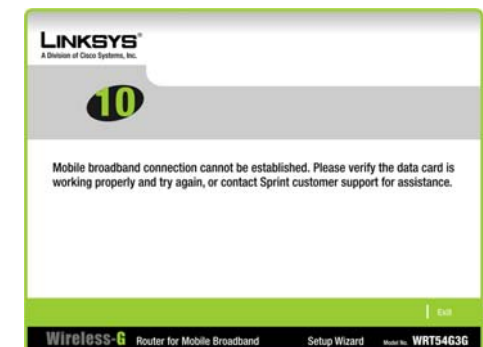 LINKSYS®
A Division of Cisco Systems, Inc.
10
Mobile broadband connection cannot be established. Please verify the data card is
working properly and try again, or contact Sprint customer support for assistance.
Exit
Wireless-G Router for Mobile Broadband Setup Wizard Model No. WRT54G3G